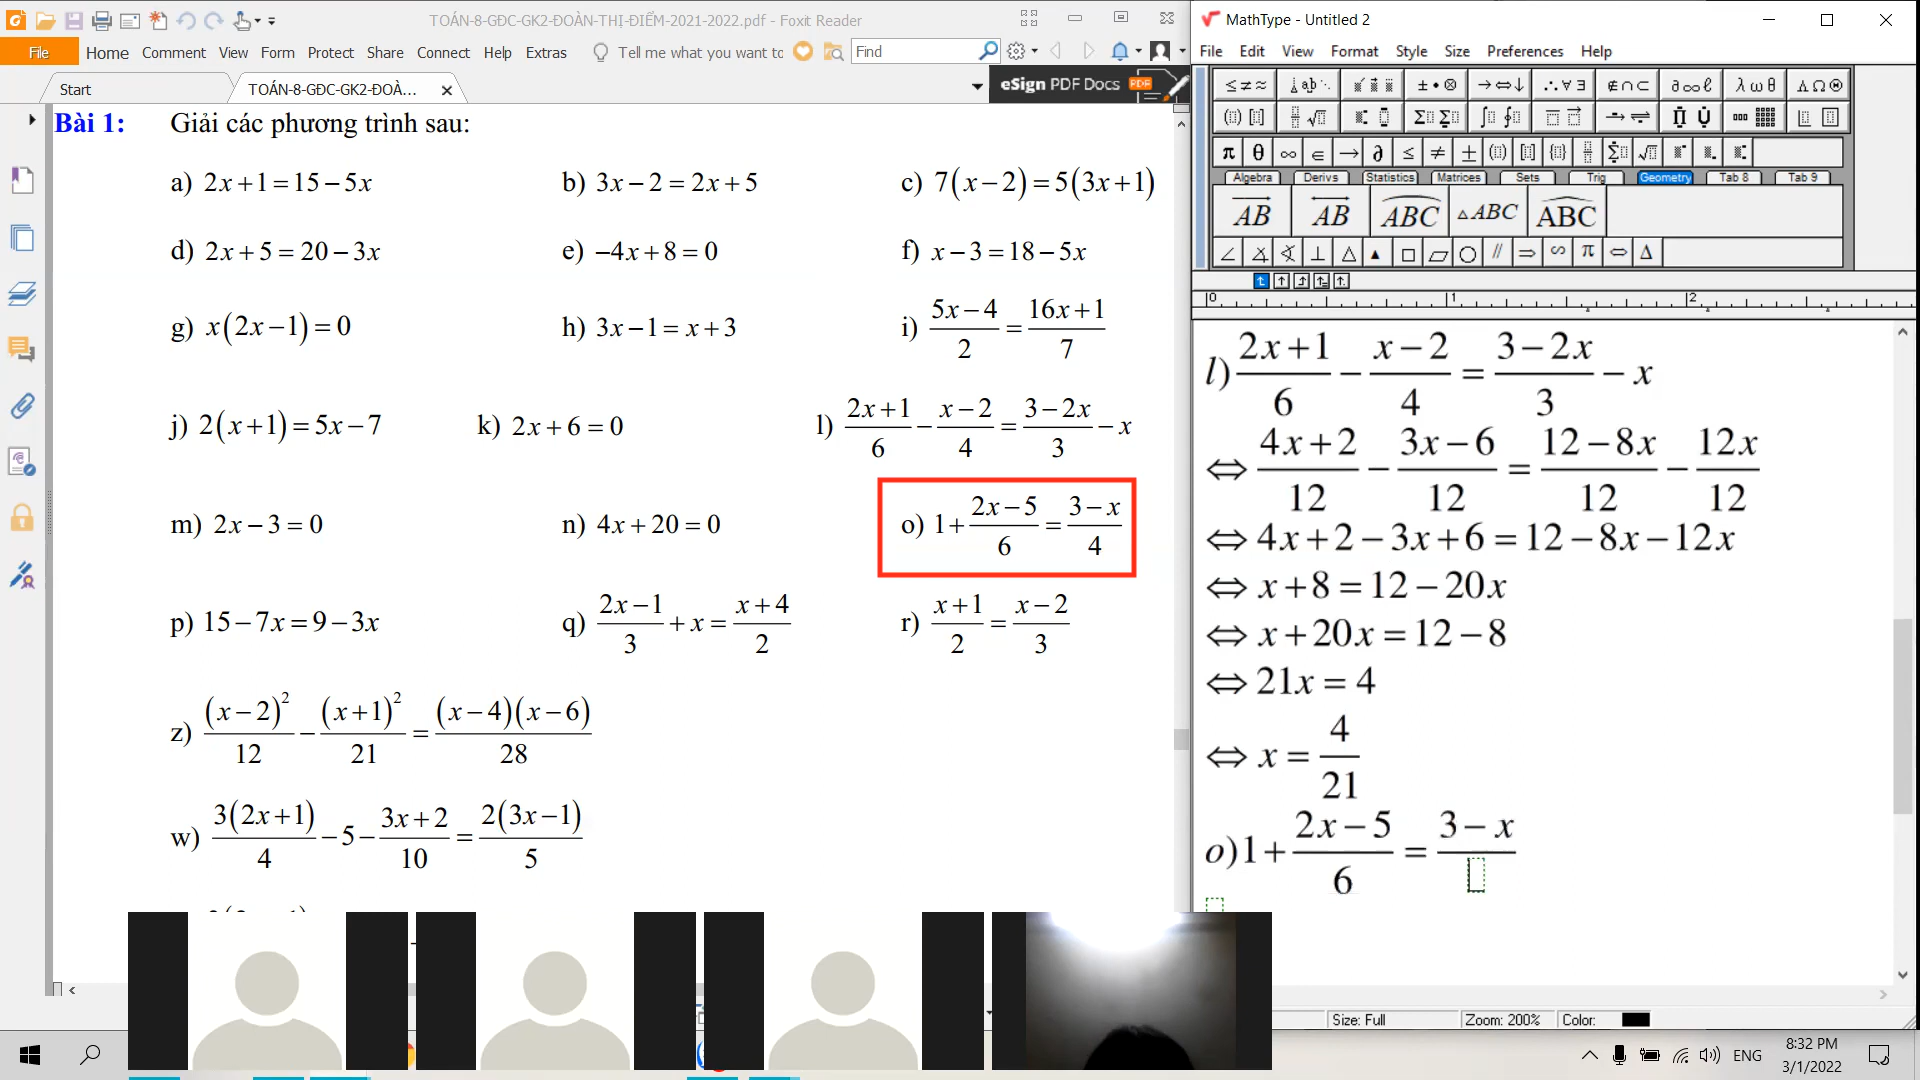 TOÁN-8-GĐC-GK2-ĐOÀN-THỊ-ĐIỂM-2021-2022.pdf - Foxit Reader
File Home Comment View Form Protect Share Connect Help Extras Tell me what you want to Find
Start TOÁN-8-GĐC-GK2-ĐOÀ...
eSign PDF Docs
Bài 1: Giải các phương trình sau:
a) 2x+1=15−5x b) 3x−2=2x+5 c) 7(x−2)=5(3x+1)
d) 2x+5=20−3x e) −4x+8=0 f) x−3=18−5x
g) x(2x−1)=0 h) 3x−1=x+3 i) (5x−4)/2=(16x+1)/7
j) 2(x+1)=5x−7 k) 2x+6=0 l) (2x+1)/6−(x−2)/4=(3−2x)/3−x
m) 2x−3=0 n) 4x+20=0 o) 1+(2x−5)/6=(3−x)/4
p) 15−7x=9−3x q) (2x−1)/3+x=(x+4)/2 r) (x+1)/2=(x−2)/3
z) (x−2)²/12−(x+1)²/21=(x−4)(x−6)/28
w) 3(2x+1)/4−5−(3x+2)/10=2(3x−1)/5
MathType - Untitled 2
File Edit View Format Style Size Preferences Help
Algebra Derivs Statistics Matrices Sets Trig Geometry Tab 8 Tab 9
AB AB ABC △ABC ABC
0 1 2
l) (2x+1)/6−(x−2)/4=(3−2x)/3−x
⇔ (4x+2)/12−(3x−6)/12=(12−8x)/12−12x/12
⇔ 4x+2−3x+6=12−8x−12x
⇔ x+8=12−20x
⇔ x+20x=12−8
⇔ 21x=4
⇔ x=4/21
o) 1+(2x−5)/6=(3−x)/
Size: Full Zoom: 200% Color:
ENG
8:32 PM
3/1/2022